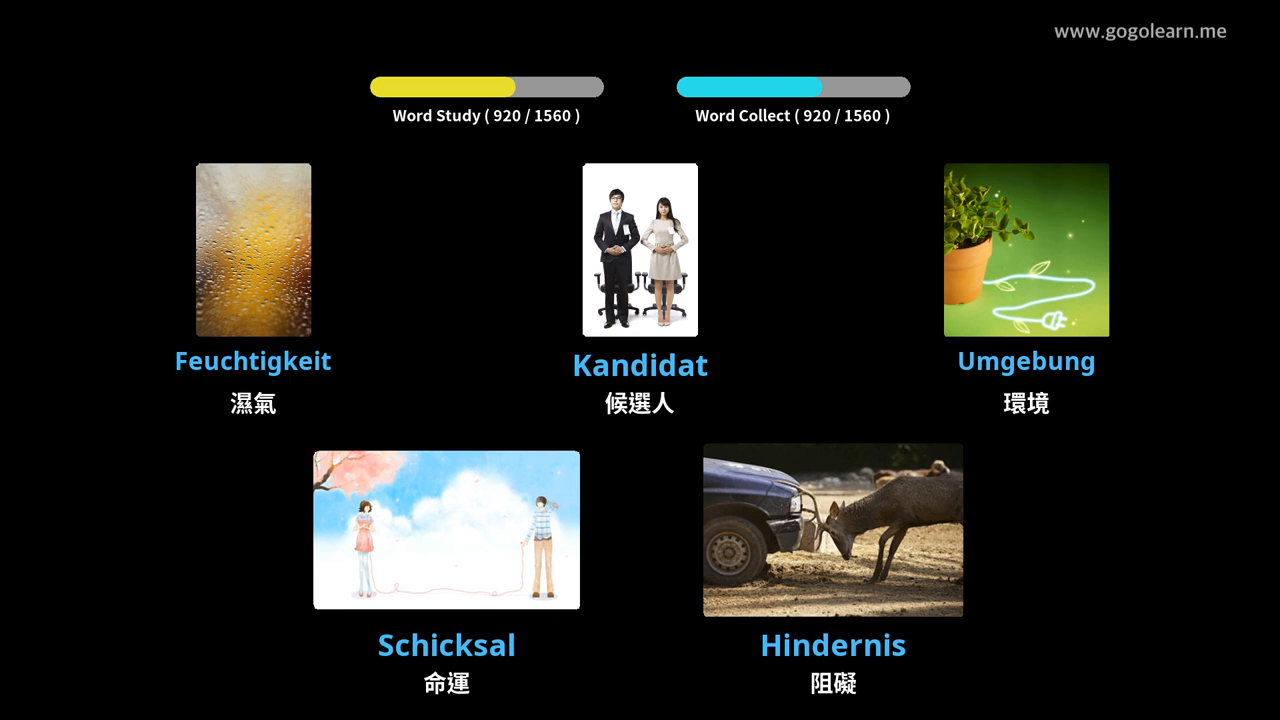 www.gogolearn.me
Word Study ( 920 / 1560 )
Word Collect ( 920 / 1560 )
Feuchtigkeit
濕氣
Kandidat
候選人
Umgebung
環境
Schicksal
命運
Hindernis
阻礙